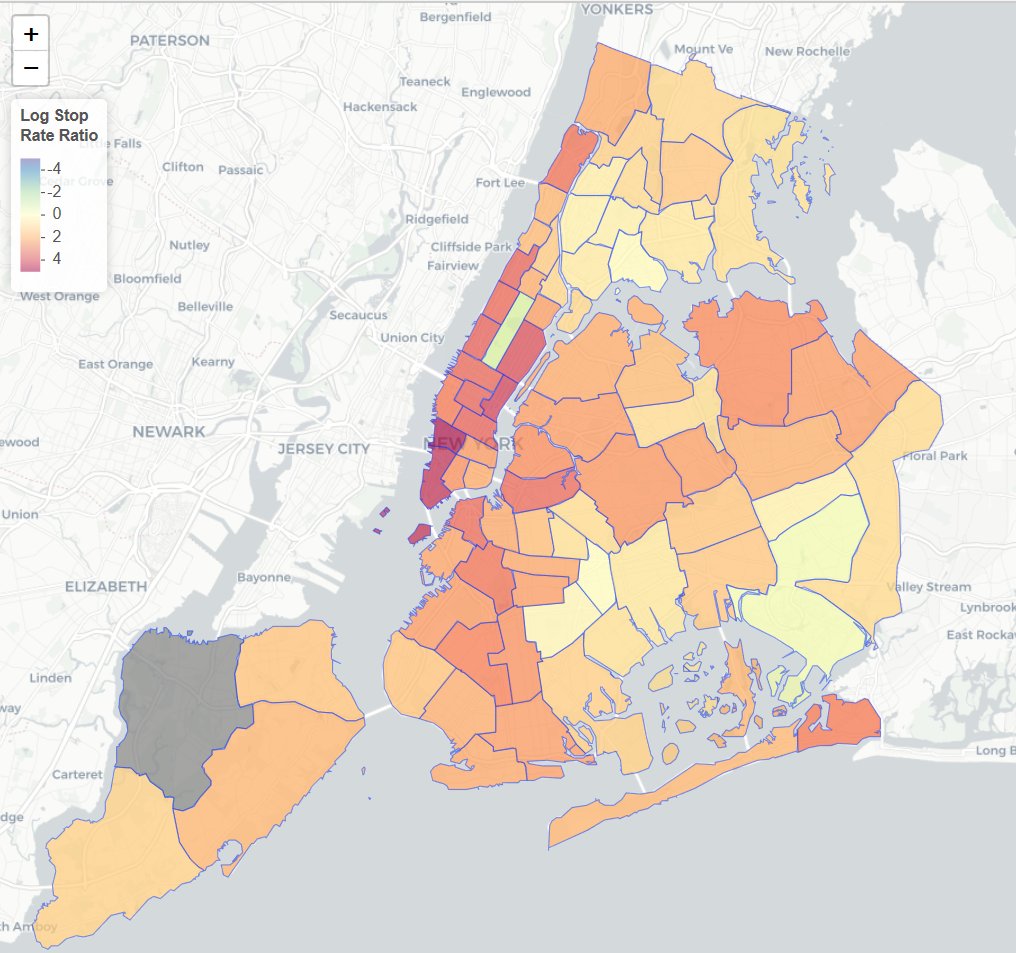 YONKERS
Bergenfield
+
PATERSON
Mount Ve
New Rochelle
−
Teaneck
Englewood
Hackensack
Log Stop
Rate Ratio
Falls
-4
Clifton
Passaic
-2
Fort Lee
0
Ridgefield
2
Nutley
Cliffside Park
4
Fairview
Bloomfield
West Orange
Belleville
Secaucus
Union City
East Orange
Kearny
NEWARK
ewood
JERSEY CITY
NEW YORK
Floral Park
Union
ELIZABETH
Bayonne
Valley Stream
Lynbrook
East Rocka
Linden
way
Long B
Carteret
dge
th Amboy